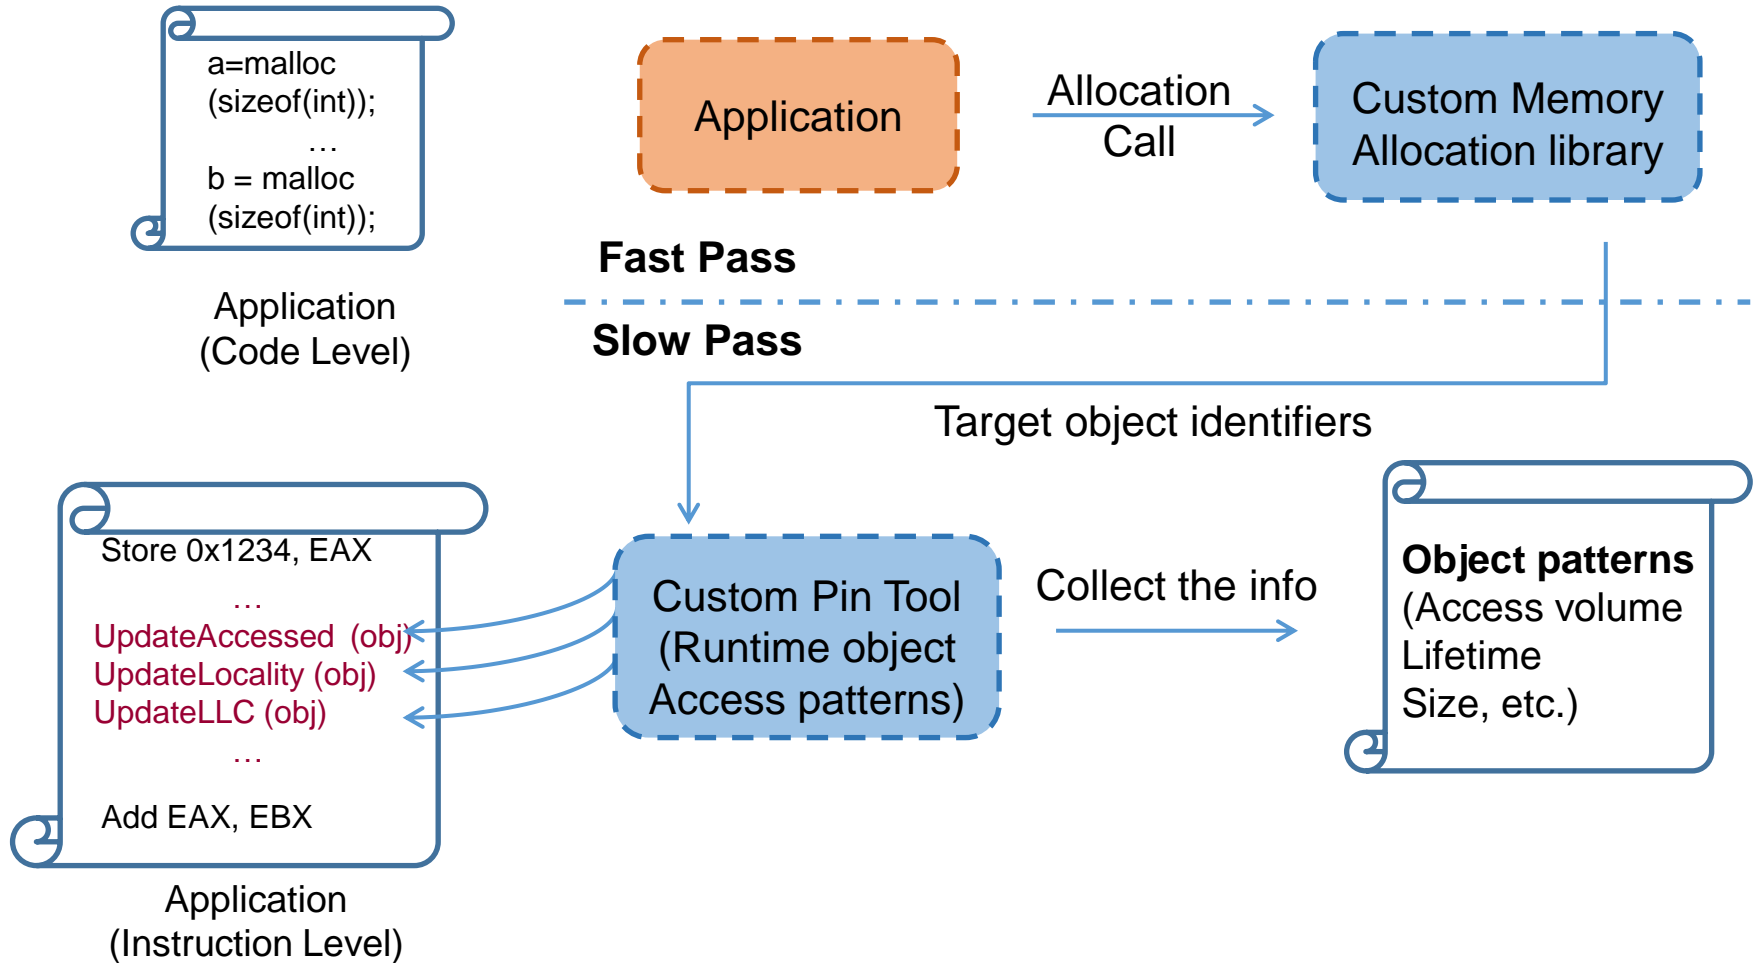 a=malloc
(sizeof(int));
…
b = malloc
(sizeof(int));
Application
(Code Level)
Application
Allocation
Call
Custom Memory
Allocation library
Fast Pass
Slow Pass
Target object identifiers
Store 0x1234, EAX
…
UpdateAccessed (obj)
UpdateLocality (obj)
UpdateLLC (obj)
…
Add EAX, EBX
Application
(Instruction Level)
Custom Pin Tool
(Runtime object
Access patterns)
Collect the info
Object patterns
(Access volume
Lifetime
Size, etc.)